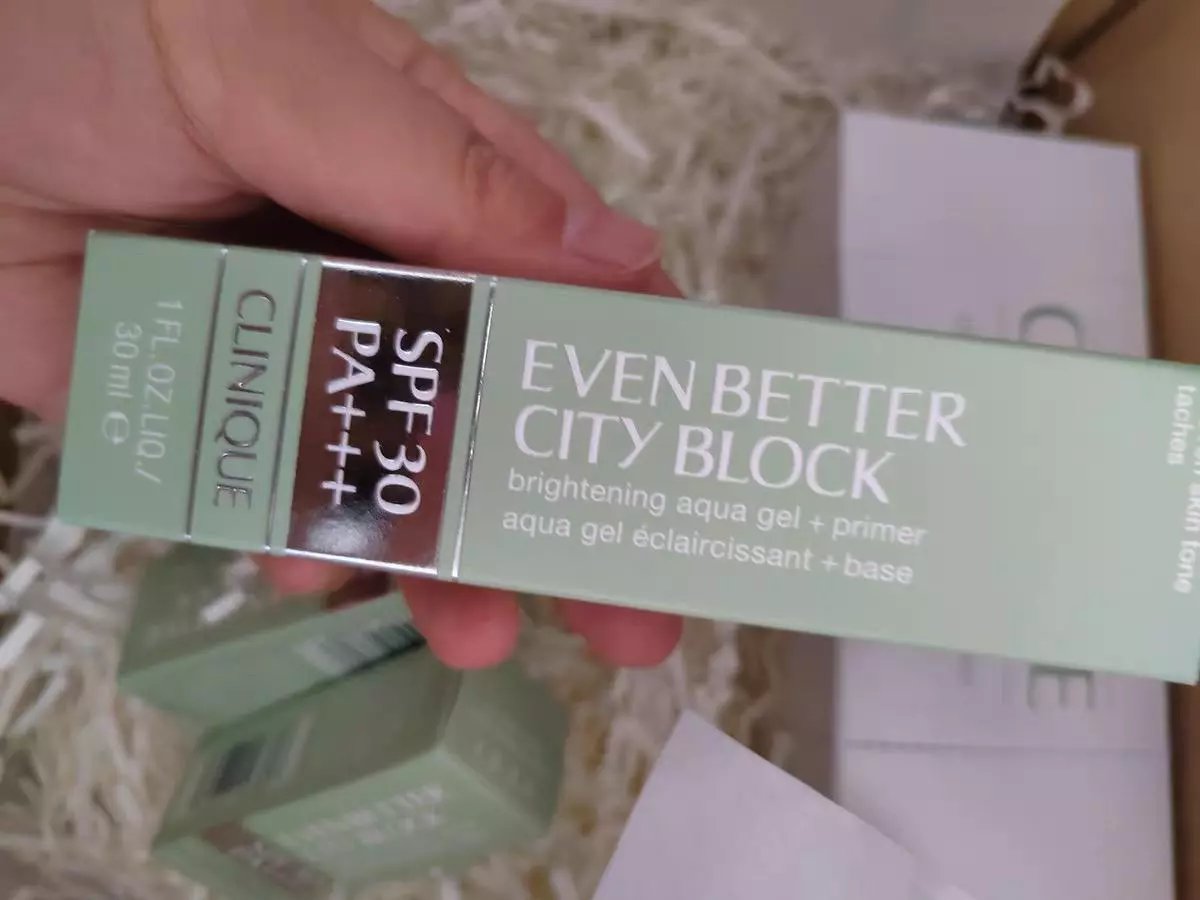 EVEN BETTER
CITY BLOCK
brightening aqua gel + primer
aqua gel éclaircissant + base
SPF 30
PA+++
CLINIQUE
1 FL.OZ.LIQ./
30 ml ℮
skin tone
taches